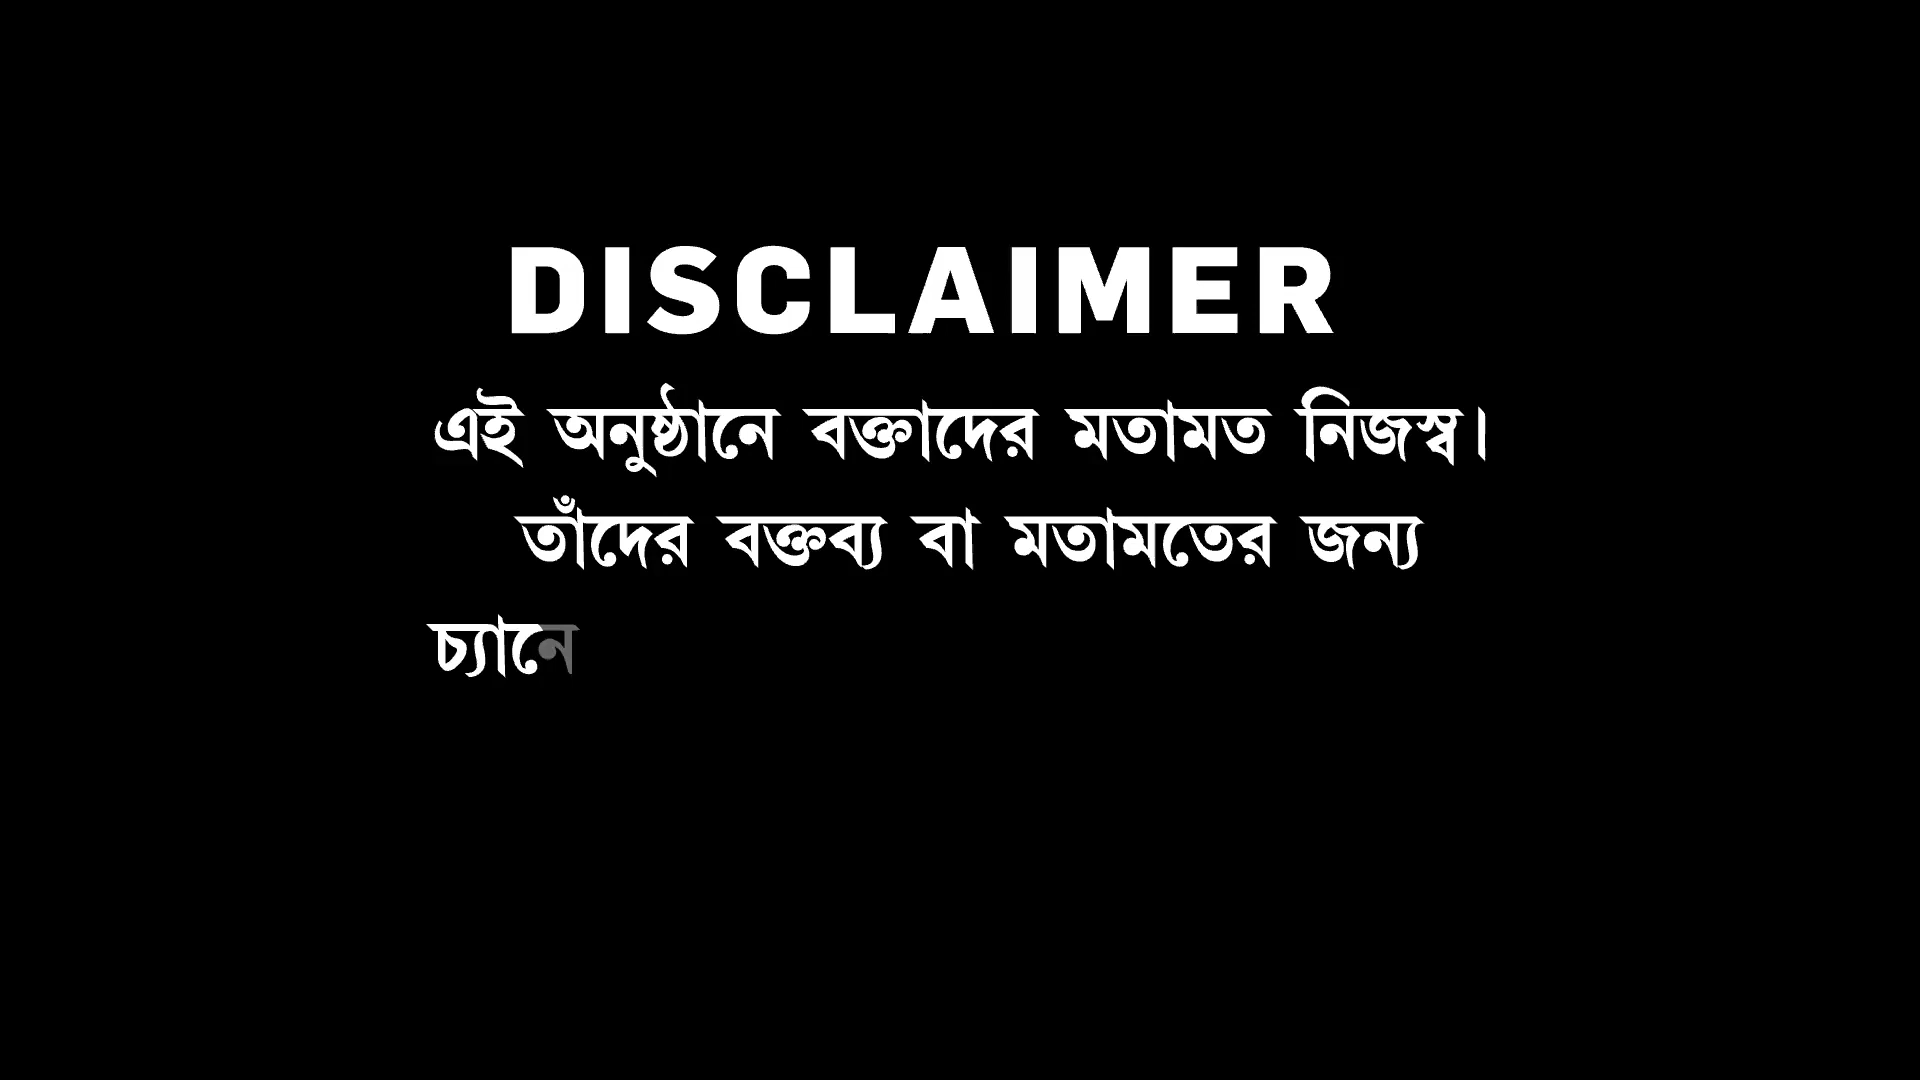 DISCLAIMER
এই অনুষ্ঠানে বক্তাদের মতামত নিজস্ব।
তাঁদের বক্তব্য বা মতামতের জন্য
চ্যানে